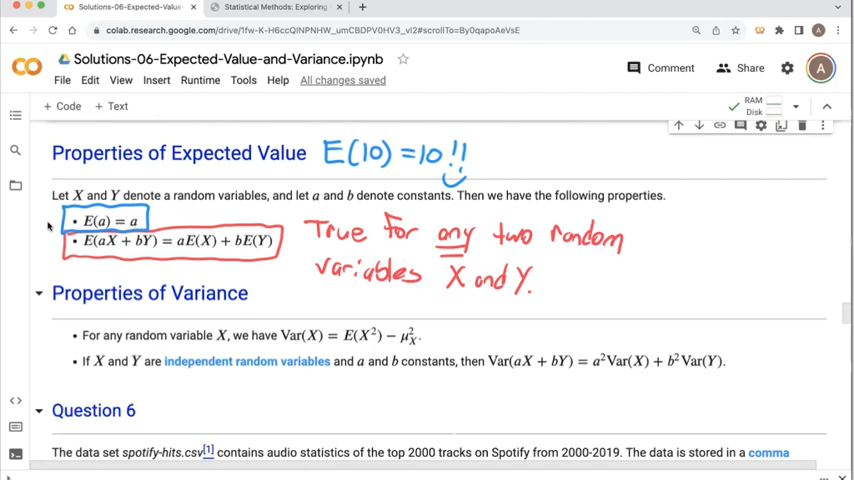 Solutions-06-Expected-Value-
Statistical Methods: Exploring
colab.research.google.com/drive/1fw-K-H6cCQlNPNHW_umCBDPV0HV3_vI2#scrollTo=By0qapoAeVsE
Solutions-06-Expected-Value-and-Variance.ipynb
File Edit View Insert Runtime Tools Help All changes saved
Comment
Share
A
+ Code + Text
RAM
Disk
Properties of Expected Value E(10) = 10 !!
Let X and Y denote a random variables, and let a and b denote constants. Then we have the following properties.
• E(a) = a
• E(aX + bY) = aE(X) + bE(Y)
True for any two random
variables X and Y.
Properties of Variance
• For any random variable X, we have Var(X) = E(X²) − μ²_X.
• If X and Y are independent random variables and a and b constants, then Var(aX + bY) = a²Var(X) + b²Var(Y).
Question 6
The data set spotify-hits.csv[1] contains audio statistics of the top 2000 tracks on Spotify from 2000-2019. The data is stored in a comma